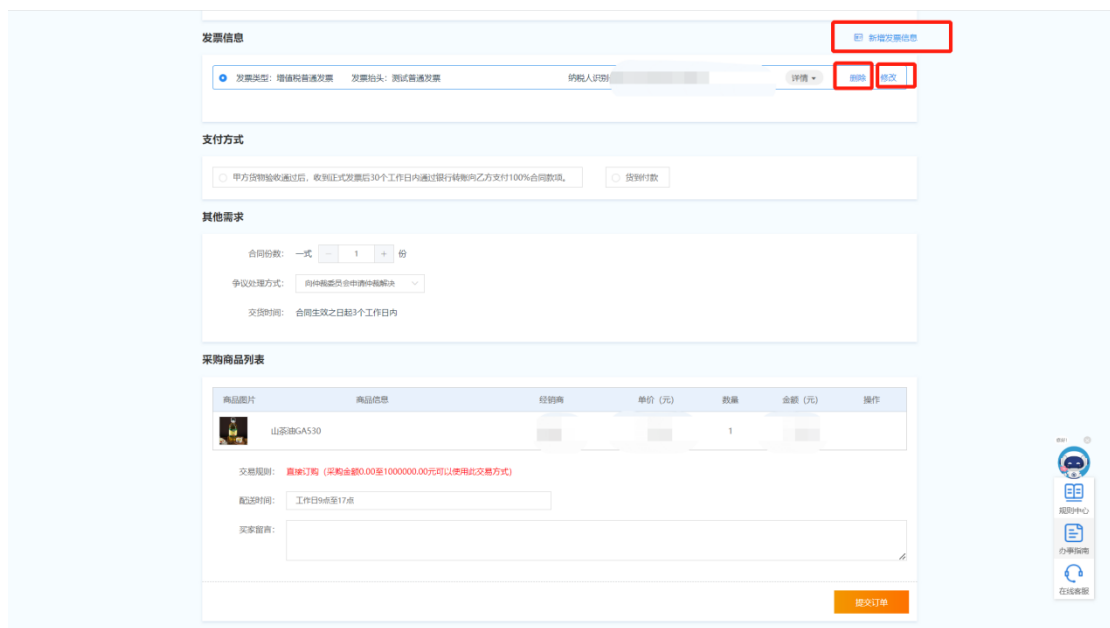 发票信息
新增发票信息
发票类型：增值税普通发票 发票抬头：测试普通发票 纳税人识别 详情 删除 修改
支付方式
甲方货物验收通过后，收到正式发票后30个工作日内通过银行转账向乙方支付100%合同款项。 货到付款
其他需求
合同份数： 一式 － 1 + 份
争议处理方式： 向仲裁委员会申请仲裁解决
交货时间： 合同生效之日起3个工作日内
采购商品列表
商品图片 商品信息 经销商 单价（元） 数量 金额（元） 操作
山茶油GA530 1
交易规则： 直接订购（采购金额0.00至1000000.00元可以使用此交易方式）
配送时间： 工作日9点至17点
买家留言：
提交订单
规则中心
办事指南
在线客服